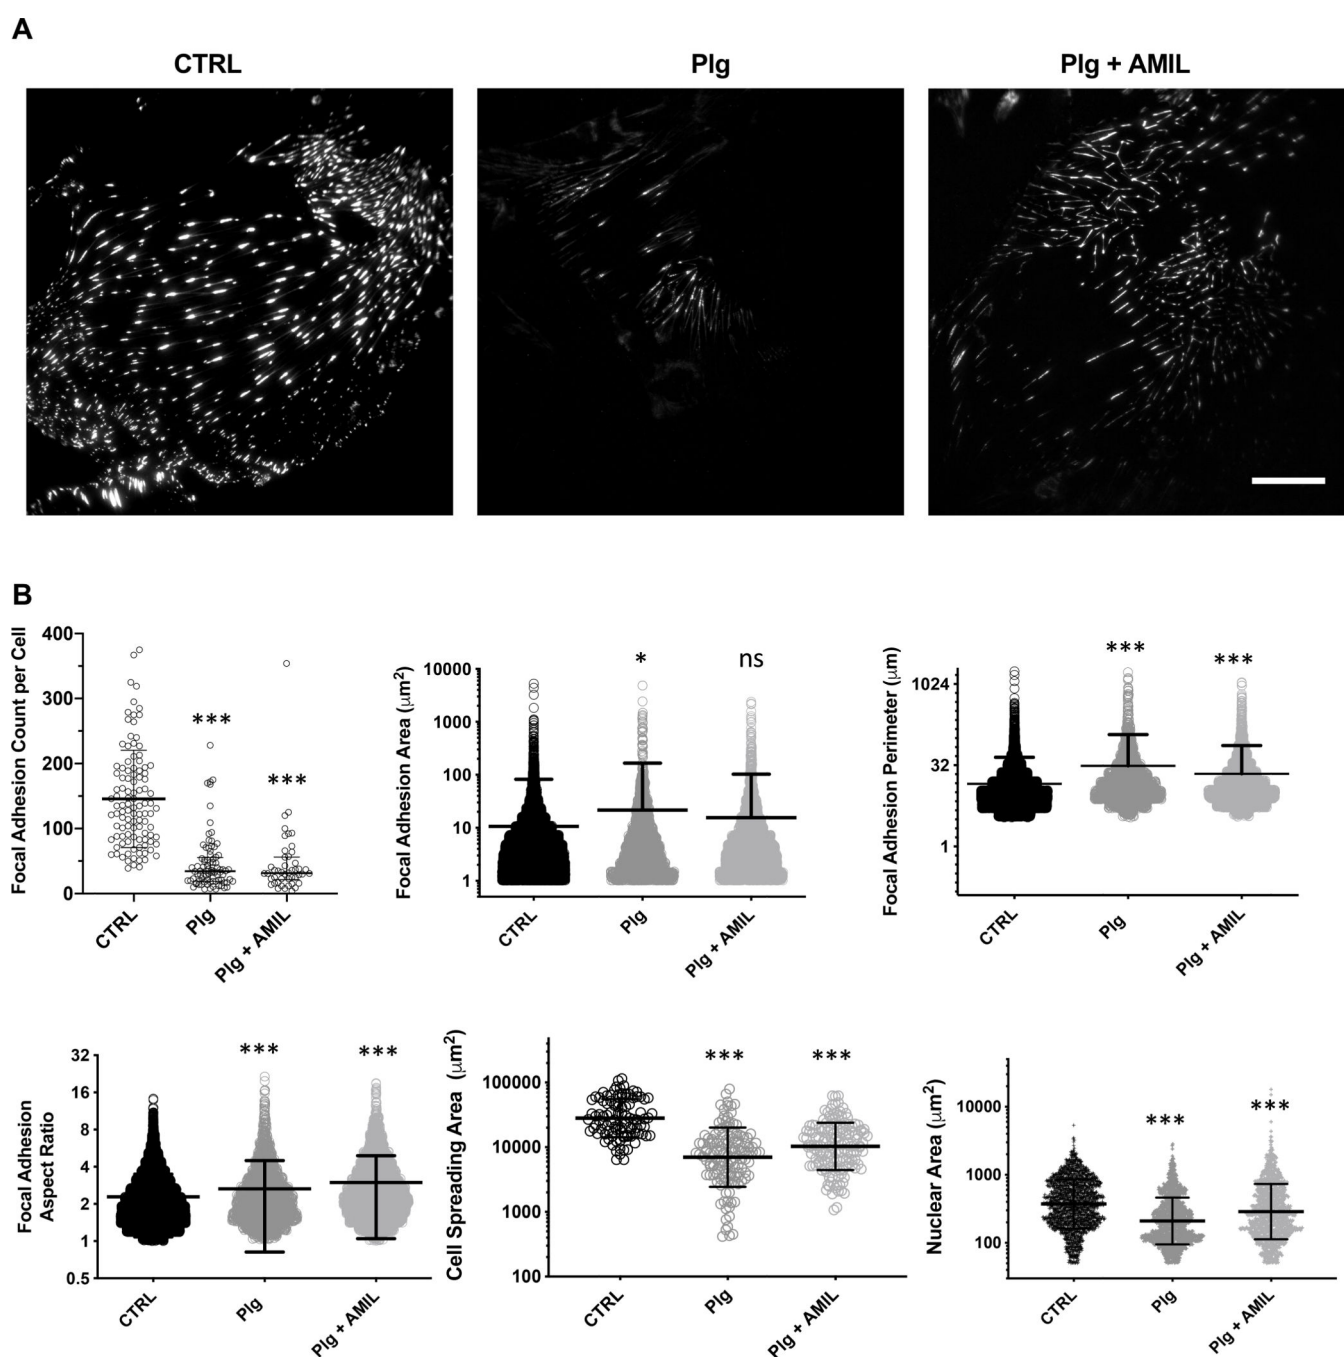 A
CTRL
Plg
Plg + AMIL
B
Focal Adhesion Count per Cell
400
300
200
100
0
***
***
CTRL
Plg
Plg + AMIL
Focal Adhesion Area (μm²)
10000
1000
100
10
1
*
ns
CTRL
Plg
Plg + AMIL
Focal Adhesion Perimeter (μm)
1024
32
1
***
***
CTRL
Plg
Plg + AMIL
Focal Adhesion
Aspect Ratio
32
16
8
4
2
1
0.5
***
***
CTRL
Plg
Plg + AMIL
Cell Spreading Area (μm²)
100000
10000
1000
100
***
***
CTRL
Plg
Plg + AMIL
Nuclear Area (μm²)
10000
1000
100
***
***
CTRL
Plg
Plg + AMIL